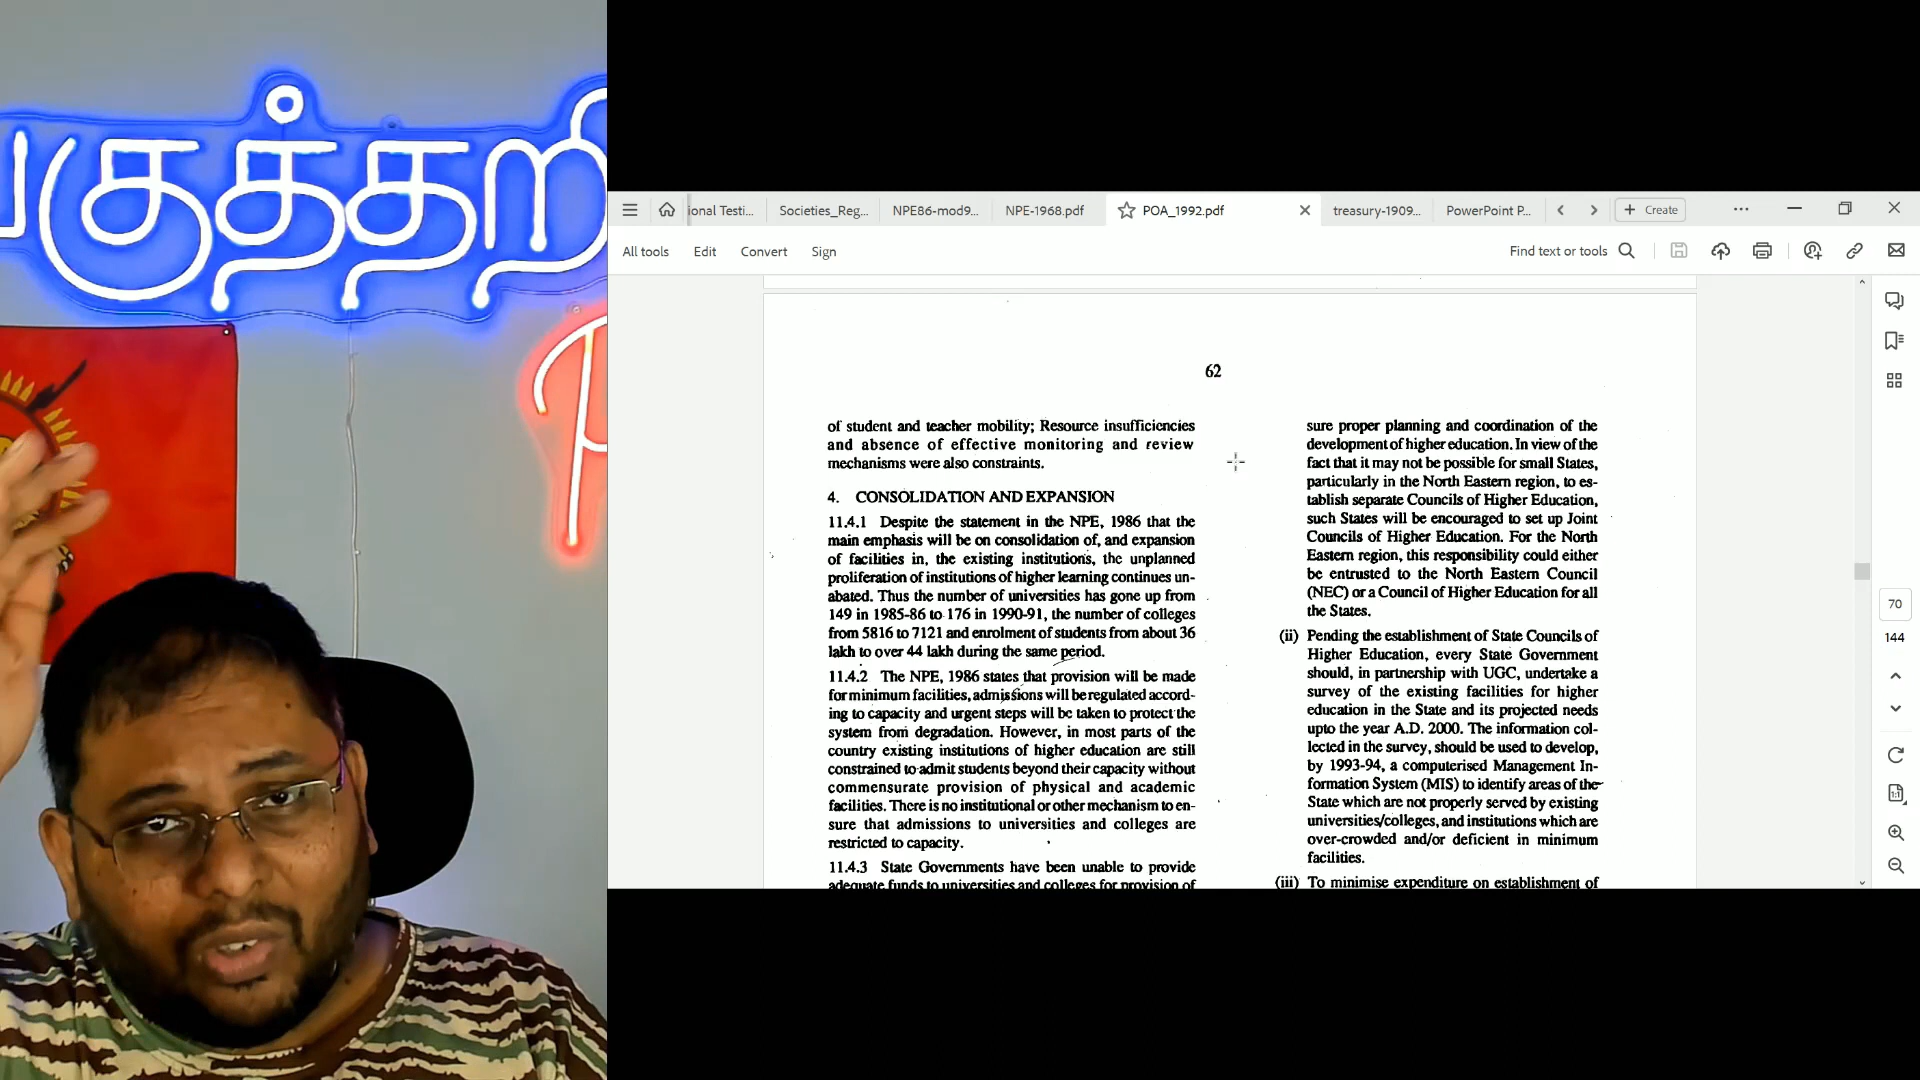 குத்தறி
ional Testi...
Societies_Reg...
NPE86-mod9...
NPE-1968.pdf
POA_1992.pdf
treasury-1909...
PowerPoint P...
Create
All tools
Edit
Convert
Sign
Find text or tools
62
of student and teacher mobility; Resource insufficiencies
and absence of effective monitoring and review
mechanisms were also constraints.
4. CONSOLIDATION AND EXPANSION
11.4.1 Despite the statement in the NPE, 1986 that the
main emphasis will be on consolidation of, and expansion
of facilities in, the existing institutions, the unplanned
proliferation of institutions of higher learning continues un-
abated. Thus the number of universities has gone up from
149 in 1985-86 to 176 in 1990-91, the number of colleges
from 5816 to 7121 and enrolment of students from about 36
lakh to over 44 lakh during the same period.
11.4.2 The NPE, 1986 states that provision will be made
for minimum facilities, admissions will be regulated accord-
ing to capacity and urgent steps will be taken to protect the
system from degradation. However, in most parts of the
country existing institutions of higher education are still
constrained to admit students beyond their capacity without
commensurate provision of physical and academic
facilities. There is no institutional or other mechanism to en-
sure that admissions to universities and colleges are
restricted to capacity.
11.4.3 State Governments have been unable to provide
adequate funds to universities and colleges for provision of
sure proper planning and coordination of the
development of higher education. In view of the
fact that it may not be possible for small States,
particularly in the North Eastern region, to es-
tablish separate Councils of Higher Education,
such States will be encouraged to set up Joint
Councils of Higher Education. For the North
Eastern region, this responsibility could either
be entrusted to the North Eastern Council
(NEC) or a Council of Higher Education for all
the States.
(ii) Pending the establishment of State Councils of
Higher Education, every State Government
should, in partnership with UGC, undertake a
survey of the existing facilities for higher
education in the State and its projected needs
upto the year A.D. 2000. The information col-
lected in the survey, should be used to develop,
by 1993-94, a computerised Management In-
formation System (MIS) to identify areas of the
State which are not properly served by existing
universities/colleges, and institutions which are
over-crowded and/or deficient in minimum
facilities.
(iii) To minimise expenditure on establishment of
70
144